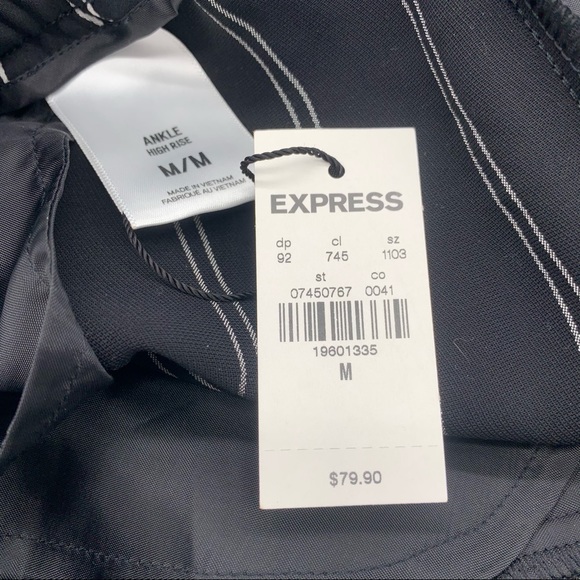 ANKLE
HIGH RISE
M/M
MADE IN VIETNAM
FABRIQUÉ AU VIETNAM
EXPRESS
dp cl sz
92 745 1103
st co
07450767 0041
19601335
M
$79.90